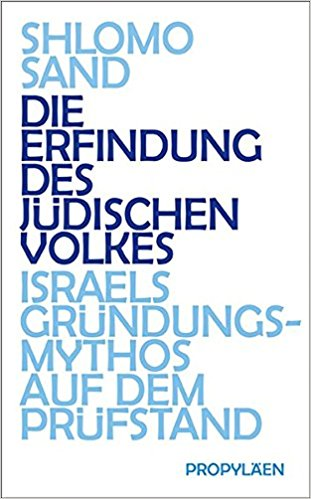 SHLOMO
SAND
DIE
ERFINDUNG
DES
JÜDISCHEN
VOLKES
ISRAELS
GRÜNDUNGS-
MYTHOS
AUF DEM
PRÜFSTAND
PROPYLÄEN